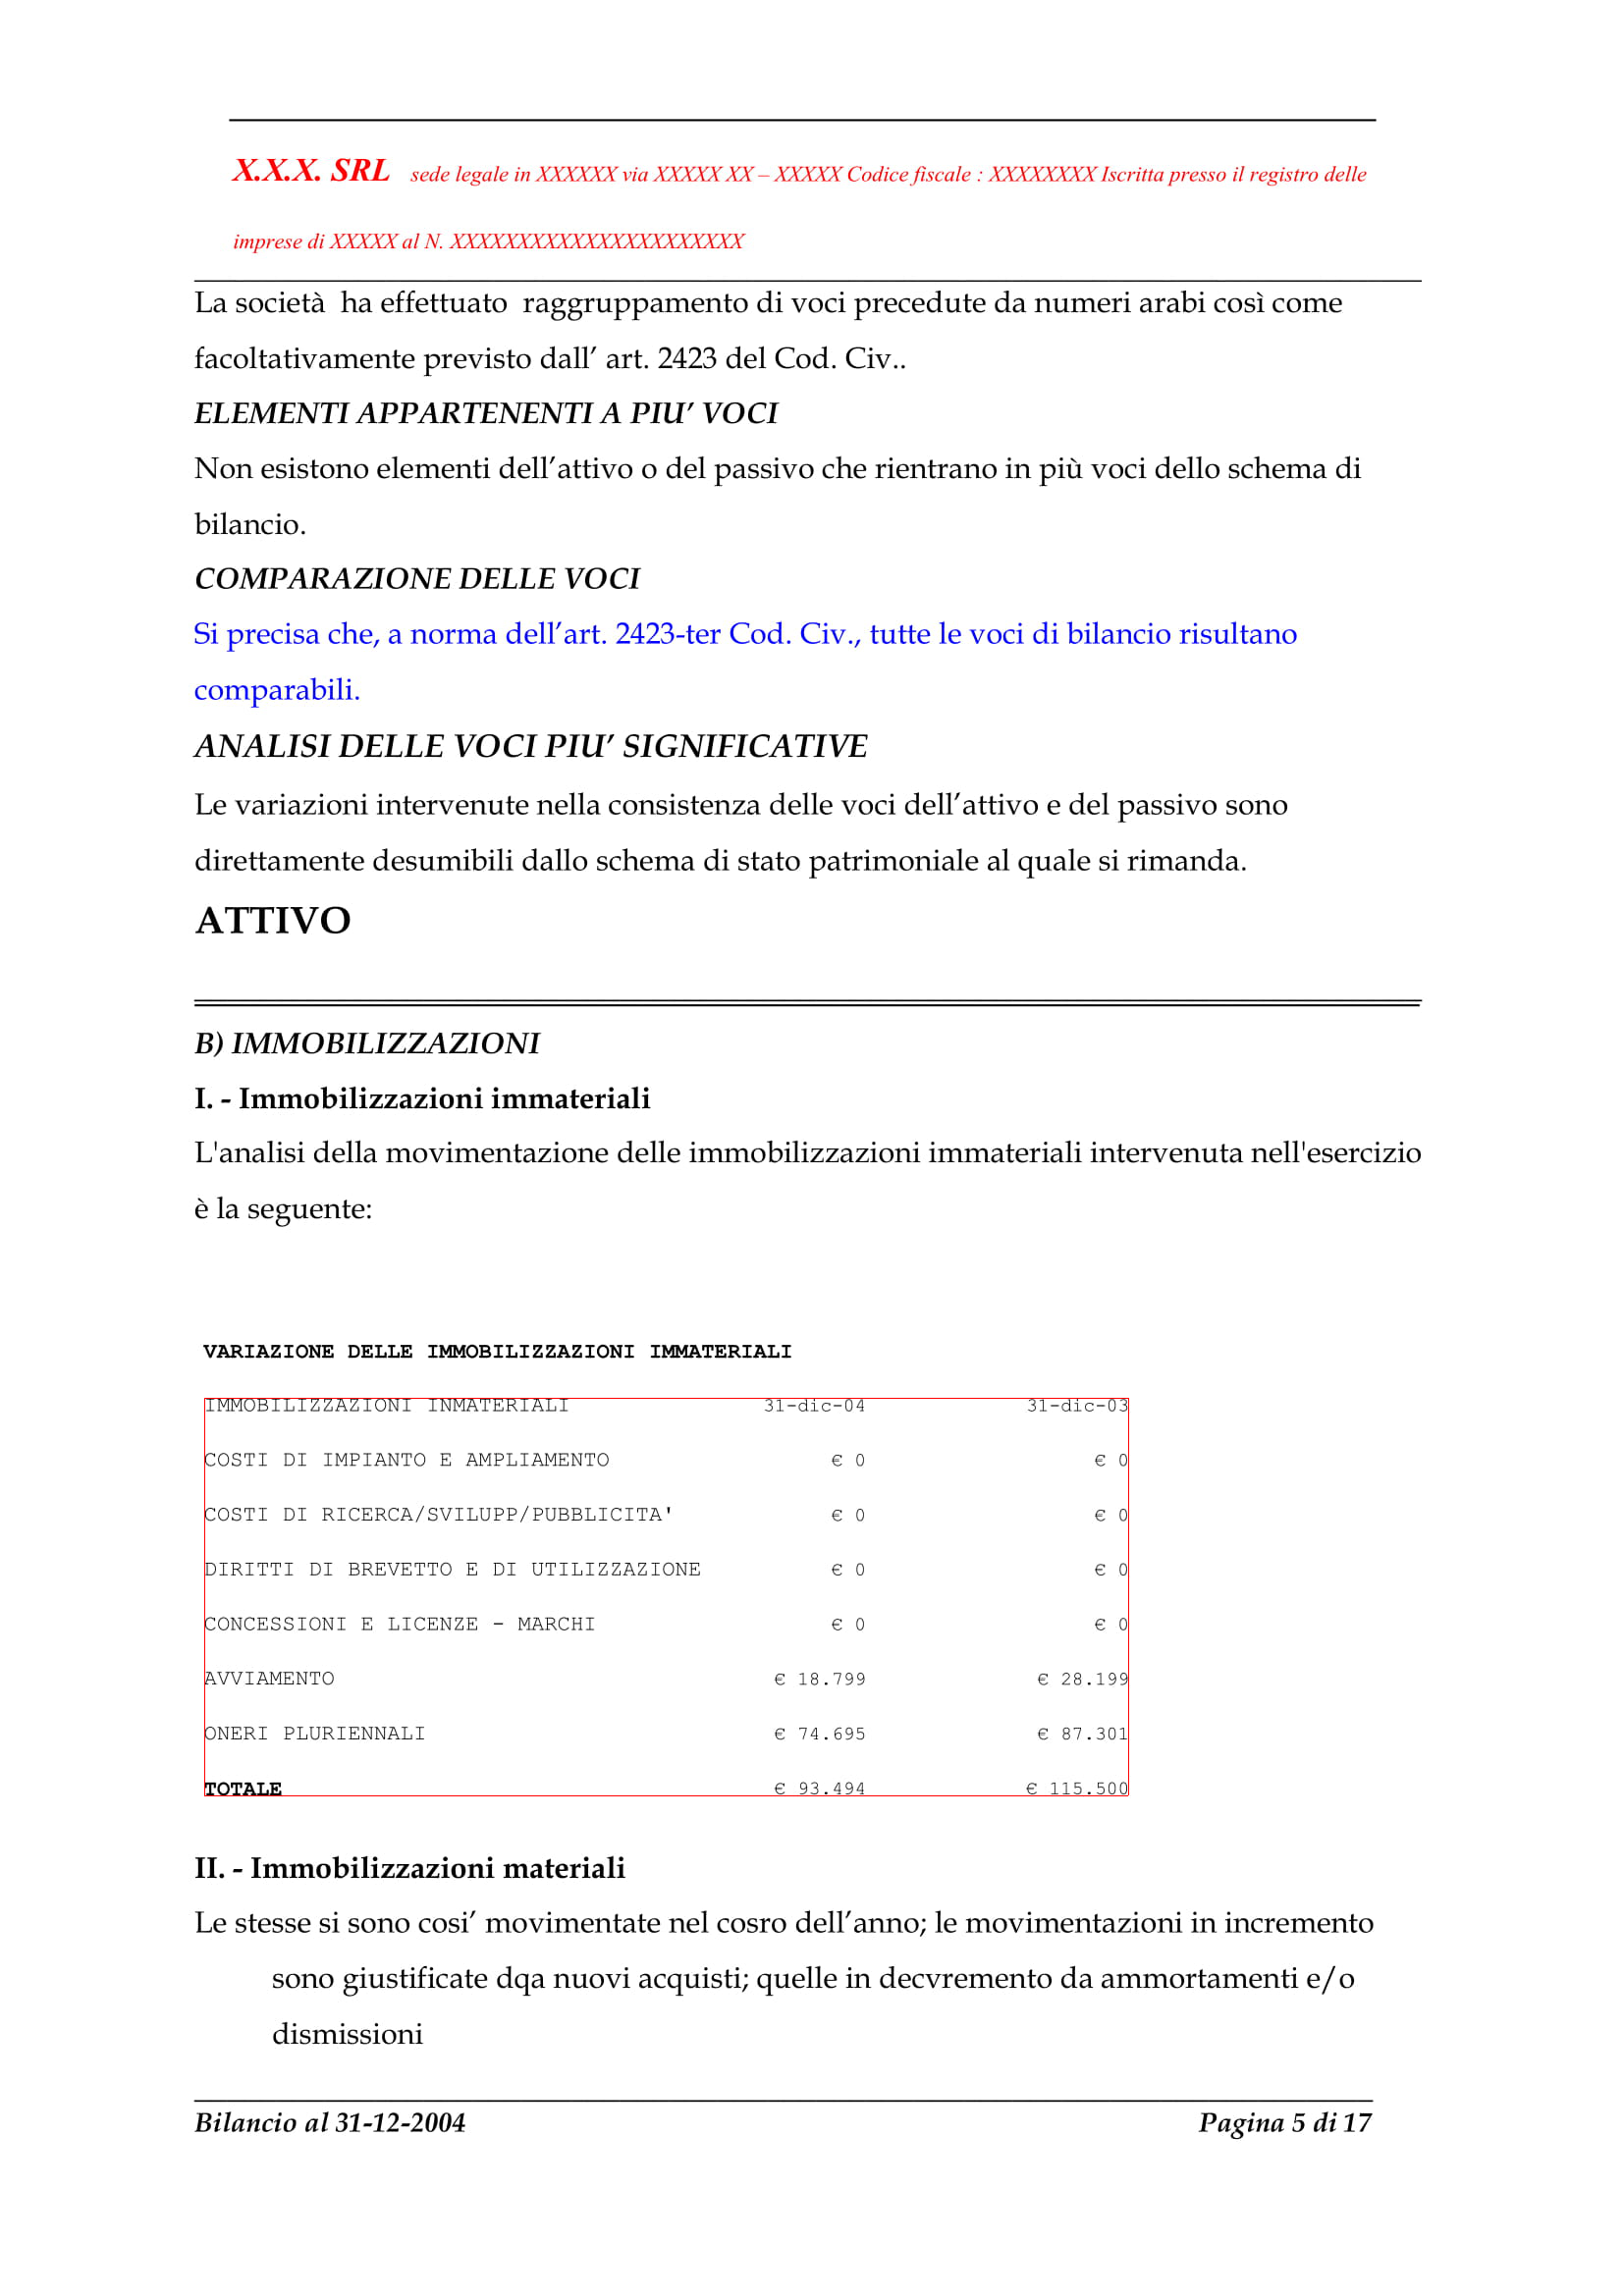 X.X.X. SRL sede legale in XXXXXX via XXXXX XX – XXXXX Codice fiscale : XXXXXXXX Iscritta presso il registro delle
imprese di XXXXX al N. XXXXXXXXXXXXXXXXXXXXXX
La società ha effettuato raggruppamento di voci precedute da numeri arabi così come
facoltativamente previsto dall’ art. 2423 del Cod. Civ..
ELEMENTI APPARTENENTI A PIU’ VOCI
Non esistono elementi dell’attivo o del passivo che rientrano in più voci dello schema di
bilancio.
COMPARAZIONE DELLE VOCI
Si precisa che, a norma dell’art. 2423-ter Cod. Civ., tutte le voci di bilancio risultano
comparabili.
ANALISI DELLE VOCI PIU’ SIGNIFICATIVE
Le variazioni intervenute nella consistenza delle voci dell’attivo e del passivo sono
direttamente desumibili dallo schema di stato patrimoniale al quale si rimanda.
ATTIVO
B) IMMOBILIZZAZIONI
I. - Immobilizzazioni immateriali
L'analisi della movimentazione delle immobilizzazioni immateriali intervenuta nell'esercizio
è la seguente:
VARIAZIONE DELLE IMMOBILIZZAZIONI IMMATERIALI
IMMOBILIZZAZIONI INMATERIALI 31-dic-04 31-dic-03
COSTI DI IMPIANTO E AMPLIAMENTO € 0 € 0
COSTI DI RICERCA/SVILUPP/PUBBLICITA' € 0 € 0
DIRITTI DI BREVETTO E DI UTILIZZAZIONE € 0 € 0
CONCESSIONI E LICENZE - MARCHI € 0 € 0
AVVIAMENTO € 18.799 € 28.199
ONERI PLURIENNALI € 74.695 € 87.301
TOTALE € 93.494 € 115.500
II. - Immobilizzazioni materiali
Le stesse si sono cosi’ movimentate nel cosro dell’anno; le movimentazioni in incremento
sono giustificate dqa nuovi acquisti; quelle in decvremento da ammortamenti e/o
dismissioni
Bilancio al 31-12-2004 Pagina 5 di 17